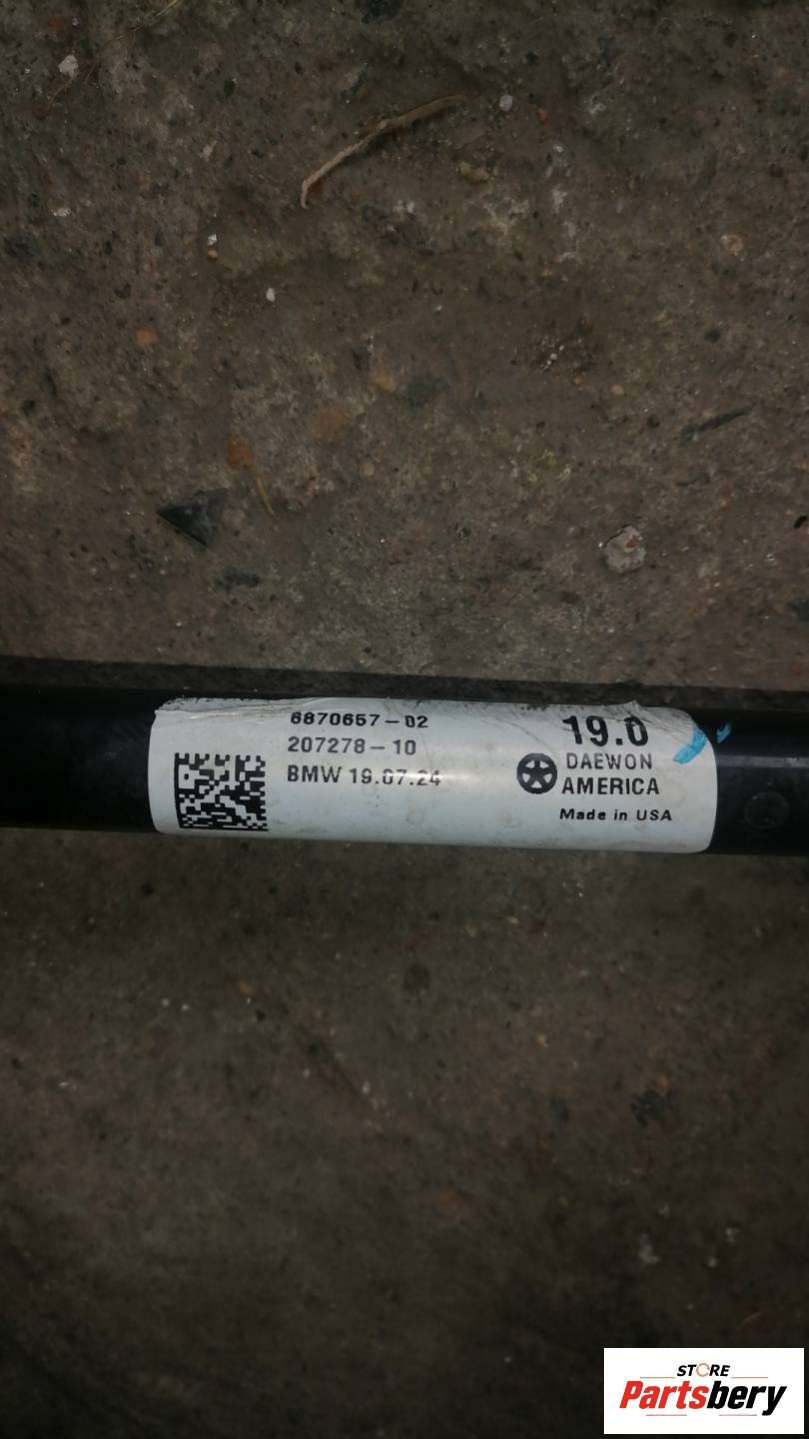 6870657-02
207278-10
BMW 19.07.24
19.0
DAEWON
AMERICA
Made in USA
STORE
Partsbery